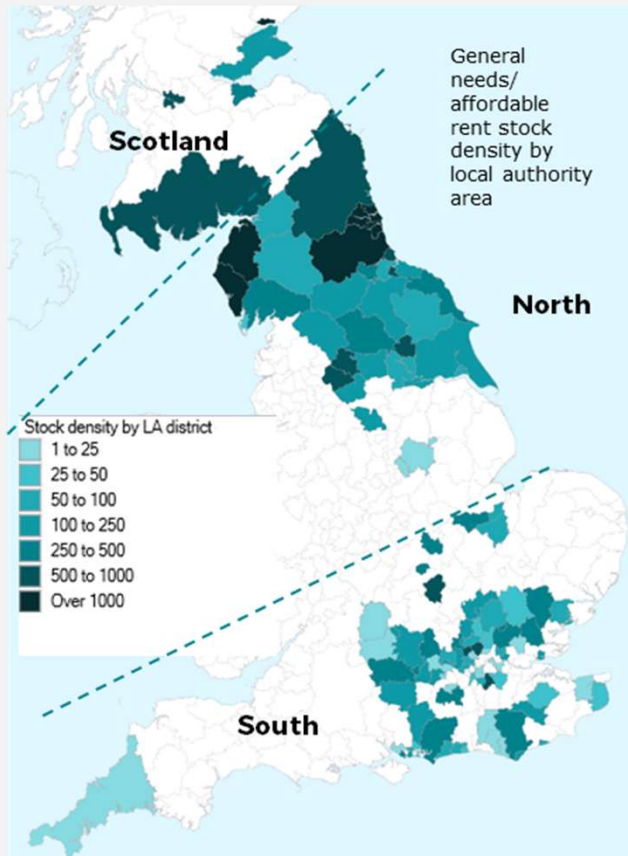 General
needs/
affordable
rent stock
density by
local authority
area
Scotland
North
Stock density by LA district
1 to 25
25 to 50
50 to 100
100 to 250
250 to 500
500 to 1000
Over 1000
South